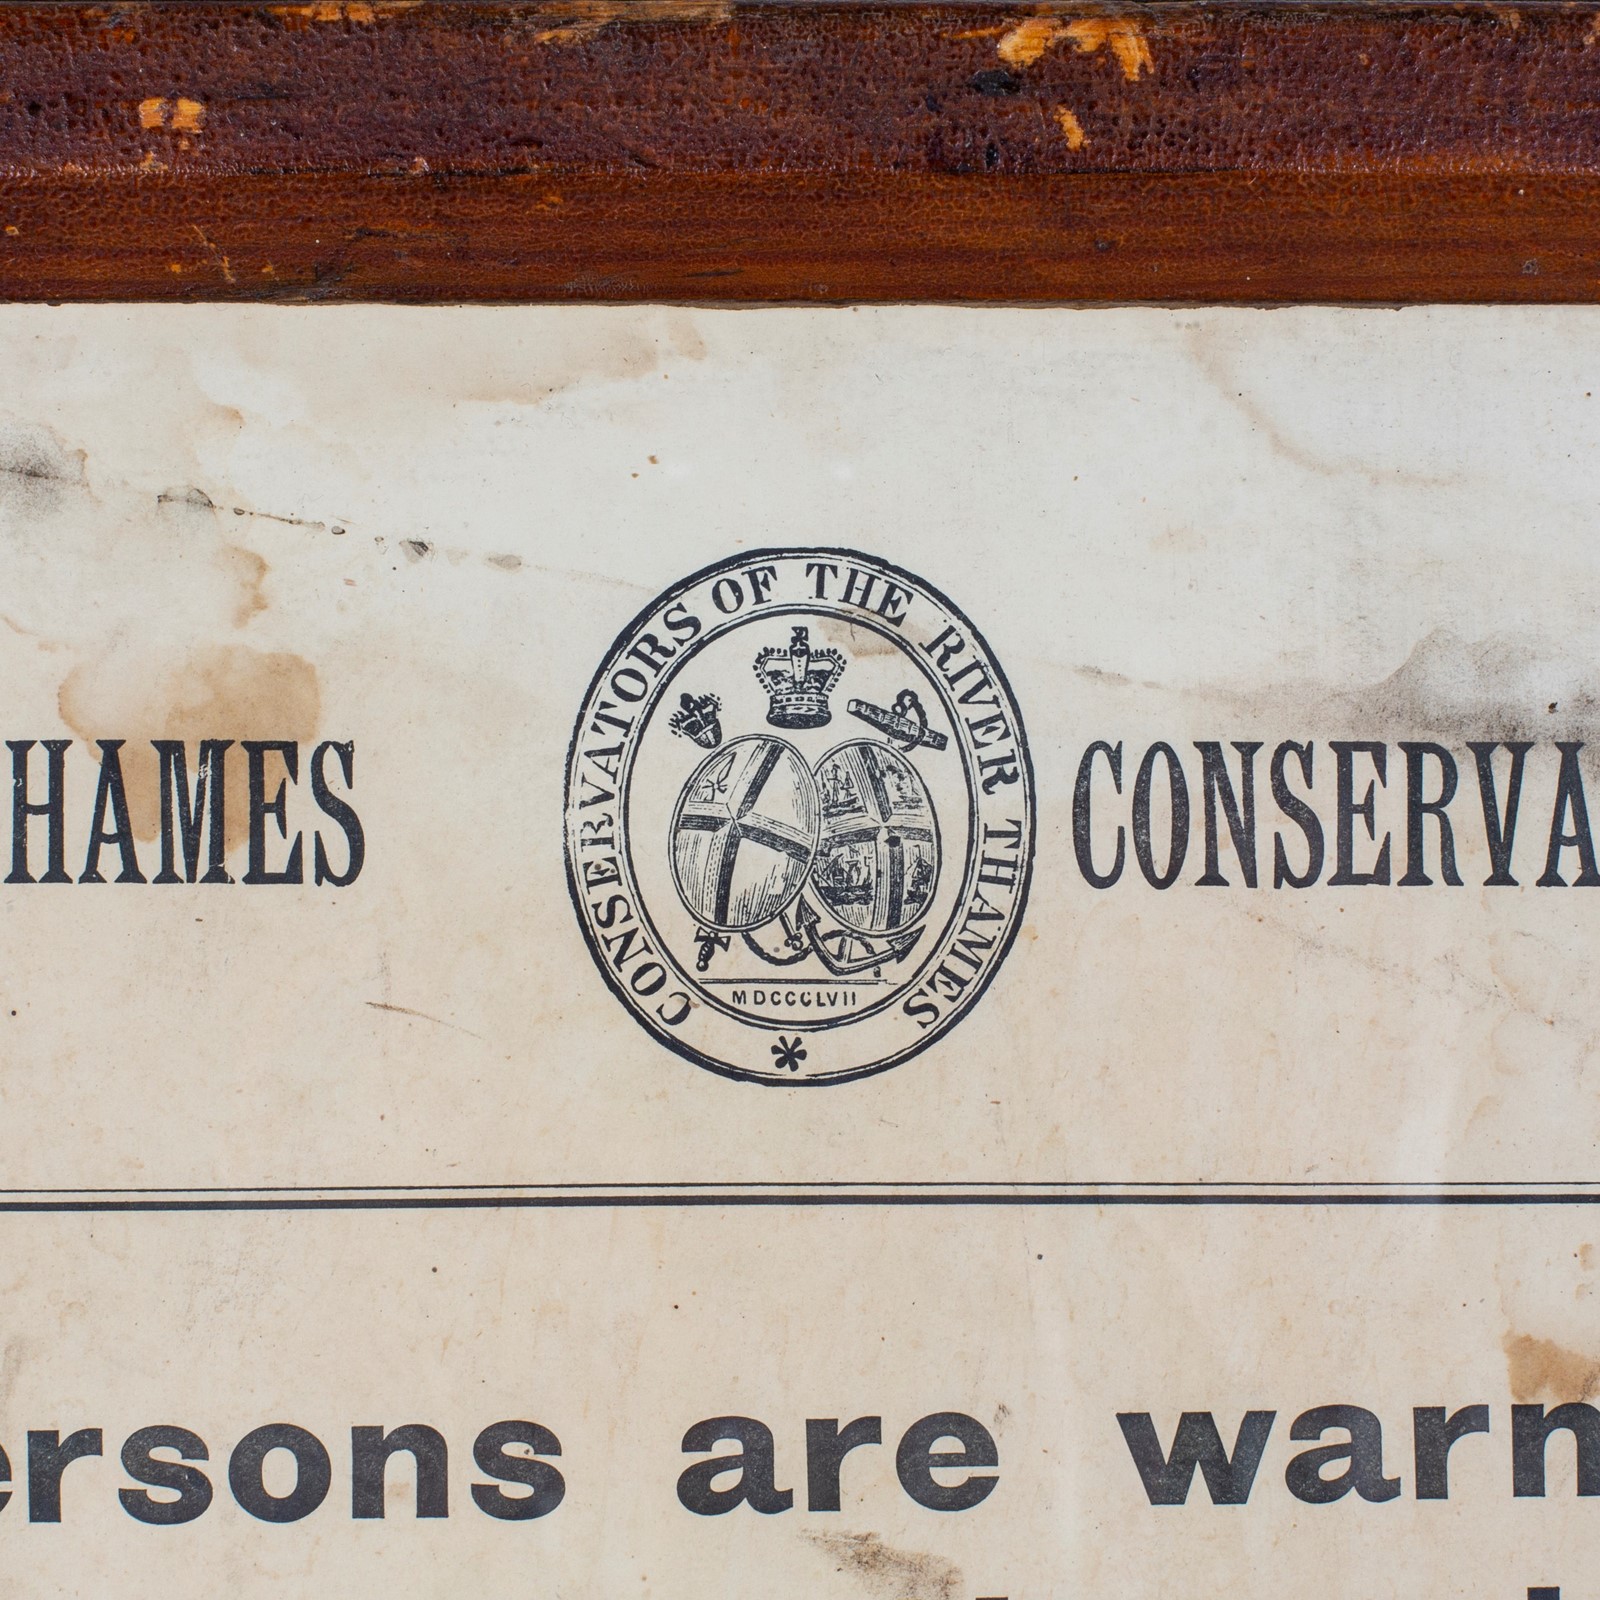 HAMES
CONSERVATORS OF THE RIVER THAMES
MDCCCLVII
*
CONSERVA
ersons are warn